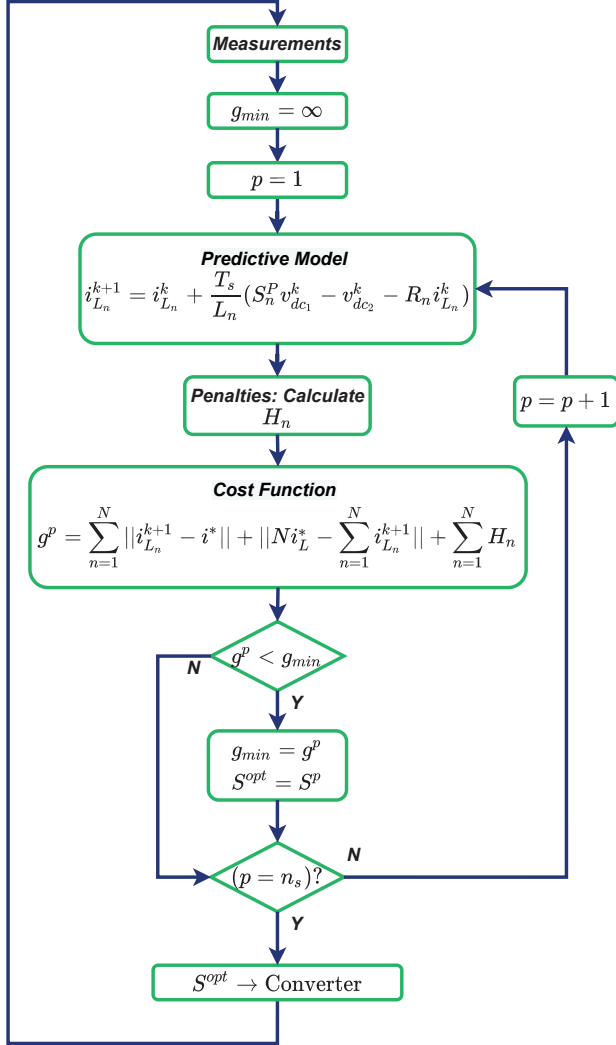 Measurements
g_{min} = ∞
p = 1
Predictive Model
i_{L_n}^{k+1} = i_{L_n}^{k} + \frac{T_s}{L_n}(S_n^P v_{dc_1}^k - v_{dc_2}^k - R_n i_{L_n}^k)
Penalties: Calculate
H_n
p = p + 1
Cost Function
g^p = \sum_{n=1}^{N} ||i_{L_n}^{k+1} - i^*|| + ||N i_L^* - \sum_{n=1}^{N} i_{L_n}^{k+1}|| + \sum_{n=1}^{N} H_n
g^p < g_{min}
N
Y
g_{min} = g^p
S^{opt} = S^p
(p = n_s)?
N
Y
S^{opt} → Converter